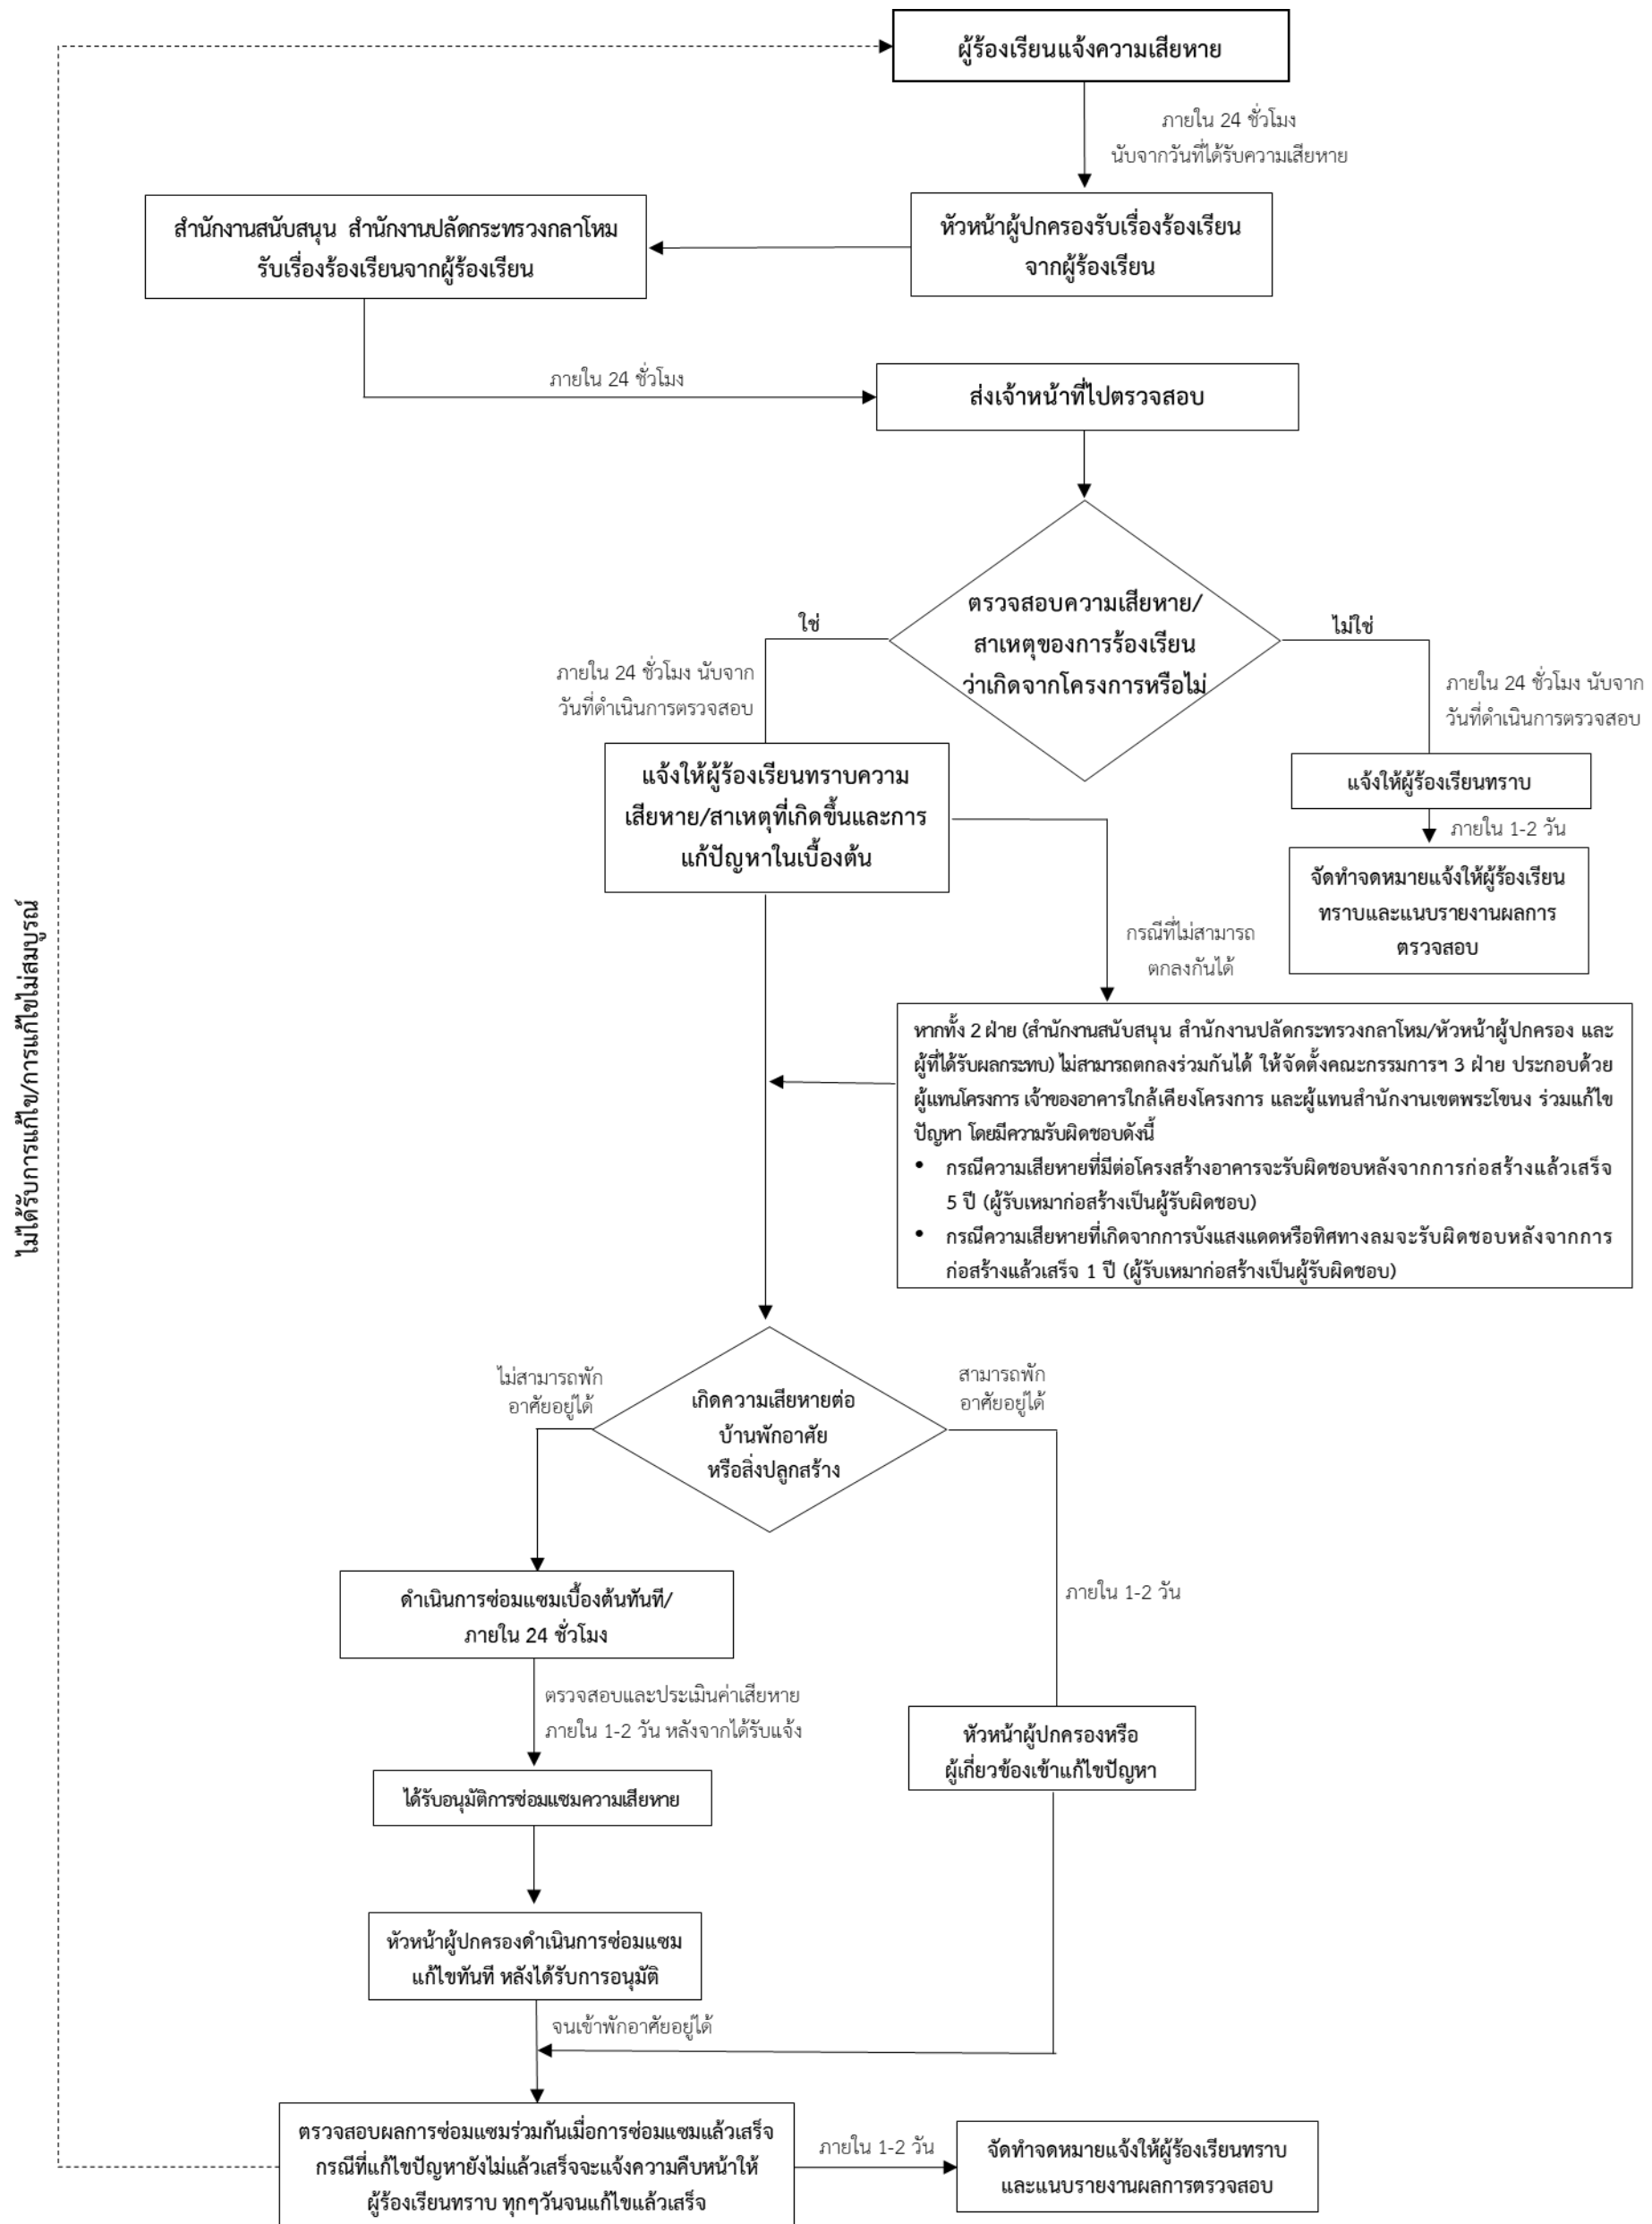 ผู้ร้องเรียนแจ้งความเสียหาย
ภายใน 24 ชั่วโมง
นับจากวันที่ได้รับความเสียหาย
หัวหน้าผู้ปกครองรับเรื่องร้องเรียน
จากผู้ร้องเรียน
สำนักงานสนับสนุน สำนักงานปลัดกระทรวงกลาโหม
รับเรื่องร้องเรียนจากผู้ร้องเรียน
ภายใน 24 ชั่วโมง
ส่งเจ้าหน้าที่ไปตรวจสอบ
ตรวจสอบความเสียหาย/
สาเหตุของการร้องเรียน
ว่าเกิดจากโครงการหรือไม่
ใช่
ภายใน 24 ชั่วโมง นับจาก
วันที่ดำเนินการตรวจสอบ
ไม่ใช่
ภายใน 24 ชั่วโมง นับจาก
วันที่ดำเนินการตรวจสอบ
แจ้งให้ผู้ร้องเรียนทราบความ
เสียหาย/สาเหตุที่เกิดขึ้นและการ
แก้ปัญหาในเบื้องต้น
แจ้งให้ผู้ร้องเรียนทราบ
ภายใน 1-2 วัน
จัดทำจดหมายแจ้งให้ผู้ร้องเรียน
ทราบและแนบรายงานผลการ
ตรวจสอบ
กรณีที่ไม่สามารถ
ตกลงกันได้
หากทั้ง 2 ฝ่าย (สำนักงานสนับสนุน สำนักงานปลัดกระทรวงกลาโหม/หัวหน้าผู้ปกครอง และ
ผู้ที่ได้รับผลกระทบ) ไม่สามารถตกลงร่วมกันได้ ให้จัดตั้งคณะกรรมการฯ 3 ฝ่าย ประกอบด้วย
ผู้แทนโครงการ เจ้าของอาคารใกล้เคียงโครงการ และผู้แทนสำนักงานเขตพระโขนง ร่วมแก้ไข
ปัญหา โดยมีความรับผิดชอบดังนี้
• กรณีความเสียหายที่มีต่อโครงสร้างอาคารจะรับผิดชอบหลังจากการก่อสร้างแล้วเสร็จ
5 ปี (ผู้รับเหมาก่อสร้างเป็นผู้รับผิดชอบ)
• กรณีความเสียหายที่เกิดจากการบังแสงแดดหรือทิศทางลมจะรับผิดชอบหลังจากการ
ก่อสร้างแล้วเสร็จ 1 ปี (ผู้รับเหมาก่อสร้างเป็นผู้รับผิดชอบ)
ไม่ได้รับการแก้ไข/การแก้ไขไม่สมบูรณ์
เกิดความเสียหายต่อ
บ้านพักอาศัย
หรือสิ่งปลูกสร้าง
ไม่สามารถพัก
อาศัยอยู่ได้
สามารถพัก
อาศัยอยู่ได้
ดำเนินการซ่อมแซมเบื้องต้นทันที/
ภายใน 24 ชั่วโมง
ภายใน 1-2 วัน
ตรวจสอบและประเมินค่าเสียหาย
ภายใน 1-2 วัน หลังจากได้รับแจ้ง
หัวหน้าผู้ปกครองหรือ
ผู้เกี่ยวข้องเข้าแก้ไขปัญหา
ได้รับอนุมัติการซ่อมแซมความเสียหาย
หัวหน้าผู้ปกครองดำเนินการซ่อมแซม
แก้ไขทันที หลังได้รับการอนุมัติ
จนเข้าพักอาศัยอยู่ได้
ตรวจสอบผลการซ่อมแซมร่วมกันเมื่อการซ่อมแซมแล้วเสร็จ
กรณีที่แก้ไขปัญหายังไม่แล้วเสร็จจะแจ้งความคืบหน้าให้
ผู้ร้องเรียนทราบ ทุกๆวันจนแก้ไขแล้วเสร็จ
ภายใน 1-2 วัน
จัดทำจดหมายแจ้งให้ผู้ร้องเรียนทราบ
และแนบรายงานผลการตรวจสอบ